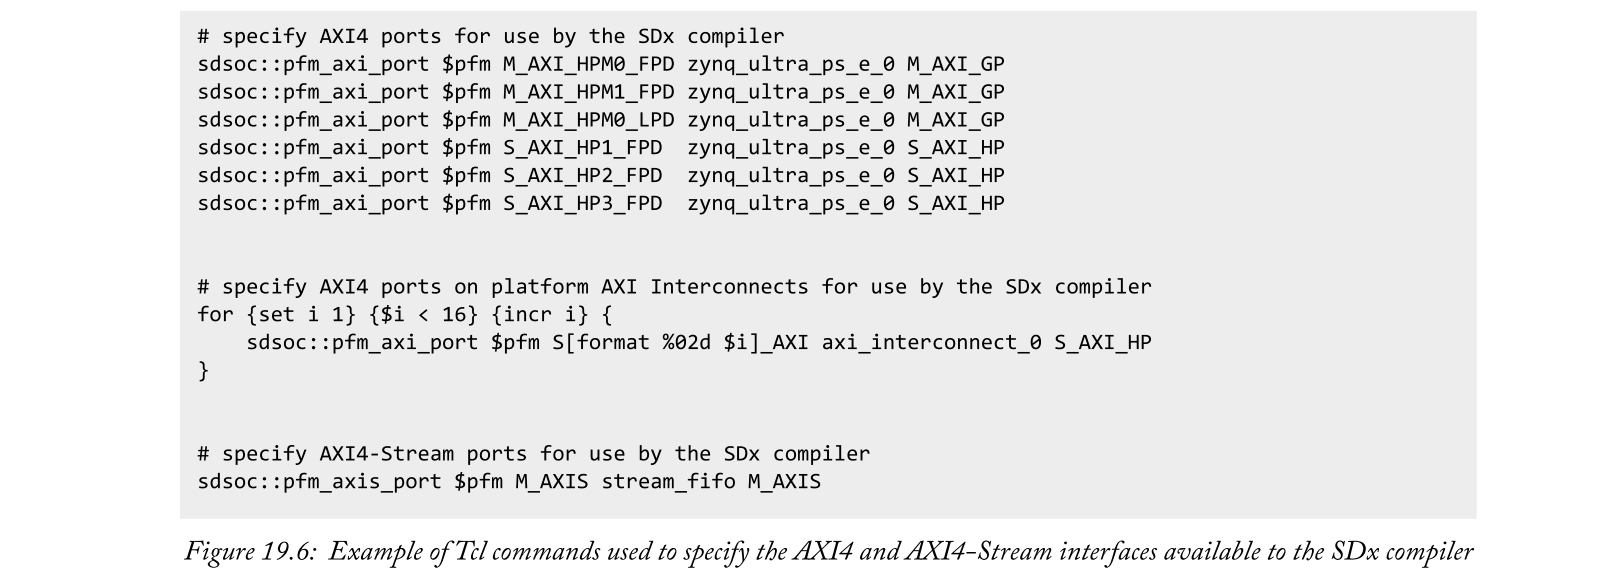 # specify AXI4 ports for use by the SDx compiler
sdsoc::pfm_axi_port $pfm M_AXI_HPM0_FPD zynq_ultra_ps_e_0 M_AXI_GP
sdsoc::pfm_axi_port $pfm M_AXI_HPM1_FPD zynq_ultra_ps_e_0 M_AXI_GP
sdsoc::pfm_axi_port $pfm M_AXI_HPM0_LPD zynq_ultra_ps_e_0 M_AXI_GP
sdsoc::pfm_axi_port $pfm S_AXI_HP1_FPD  zynq_ultra_ps_e_0 S_AXI_HP
sdsoc::pfm_axi_port $pfm S_AXI_HP2_FPD  zynq_ultra_ps_e_0 S_AXI_HP
sdsoc::pfm_axi_port $pfm S_AXI_HP3_FPD  zynq_ultra_ps_e_0 S_AXI_HP
# specify AXI4 ports on platform AXI Interconnects for use by the SDx compiler
for {set i 1} {$i < 16} {incr i} {
    sdsoc::pfm_axi_port $pfm S[format %02d $i]_AXI axi_interconnect_0 S_AXI_HP
}
# specify AXI4-Stream ports for use by the SDx compiler
sdsoc::pfm_axis_port $pfm M_AXIS stream_fifo M_AXIS
Figure 19.6: Example of Tcl commands used to specify the AXI4 and AXI4-Stream interfaces available to the SDx compiler